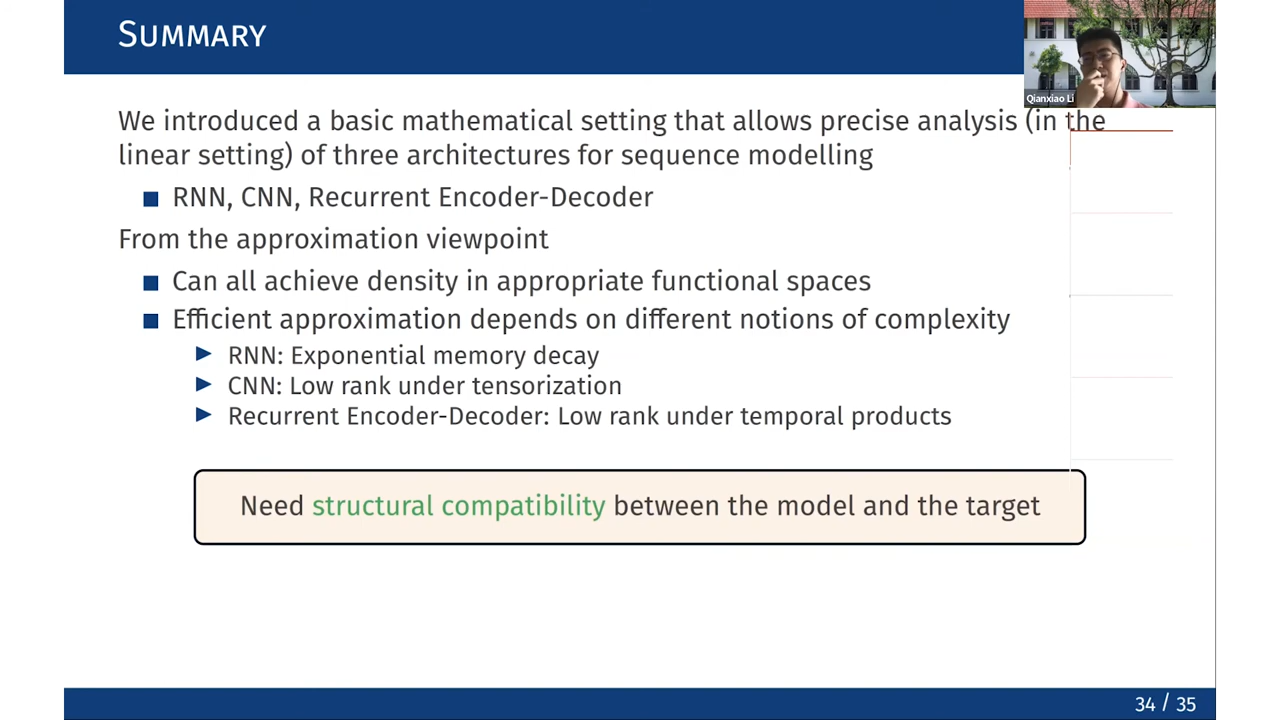 SUMMARY
Qianxiao Li
We introduced a basic mathematical setting that allows precise analysis (in the
linear setting) of three architectures for sequence modelling
RNN, CNN, Recurrent Encoder-Decoder
From the approximation viewpoint
Can all achieve density in appropriate functional spaces
Efficient approximation depends on different notions of complexity
RNN: Exponential memory decay
CNN: Low rank under tensorization
Recurrent Encoder-Decoder: Low rank under temporal products
Need structural compatibility between the model and the target
34 / 35